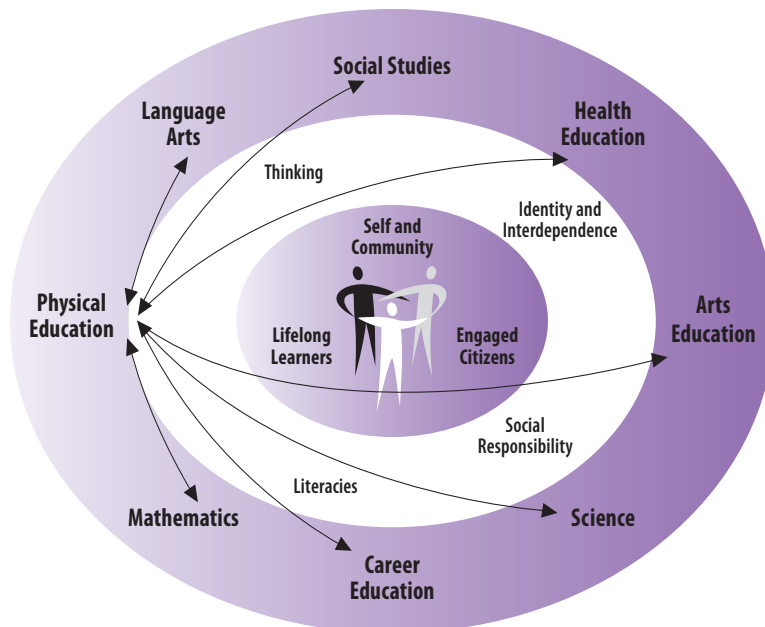 Social Studies
Language
Arts
Health
Education
Thinking
Identity and
Interdependence
Self and
Community
Physical
Education
Lifelong
Learners
Engaged
Citizens
Arts
Education
Social
Responsibility
Literacies
Mathematics
Science
Career
Education